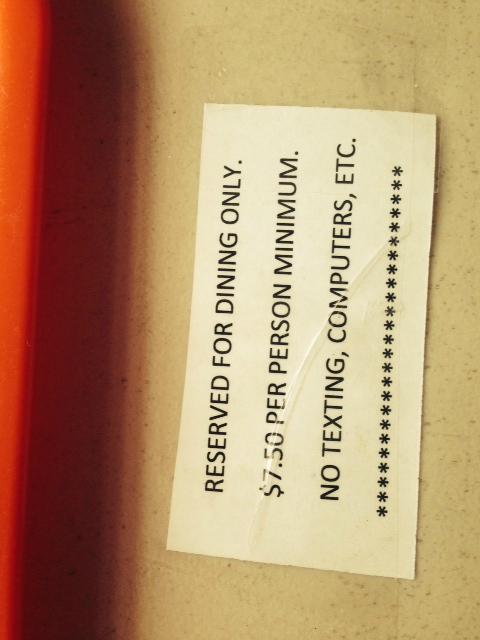 RESERVED FOR DINING ONLY.
$7.50 PER PERSON MINIMUM.
NO TEXTING, COMPUTERS, ETC.
*************************